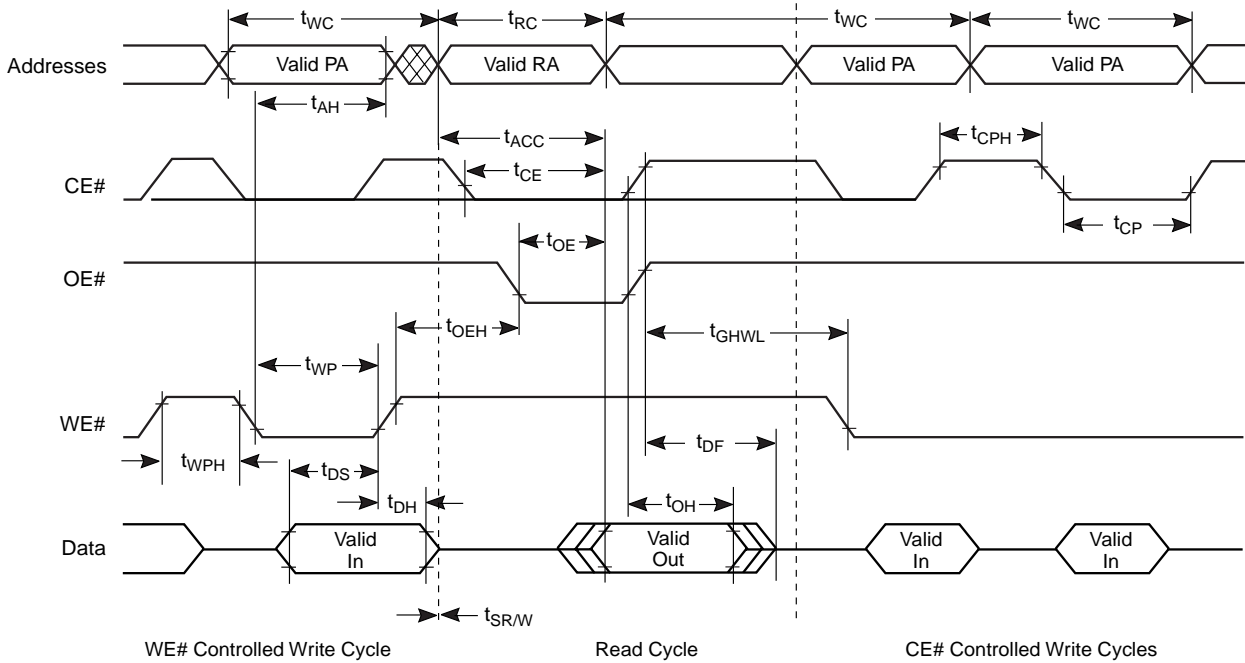 tWC
tRC
tWC
tWC
Addresses
Valid PA
Valid RA
Valid PA
Valid PA
tAH
tACC
tCPH
tCE
CE#
tCP
tOE
OE#
tOEH
tGHWL
tWP
WE#
tDF
tWPH
tDS
tDH
tOH
Data
Valid
In
Valid
Out
Valid
In
Valid
In
tSR/W
WE# Controlled Write Cycle
Read Cycle
CE# Controlled Write Cycles